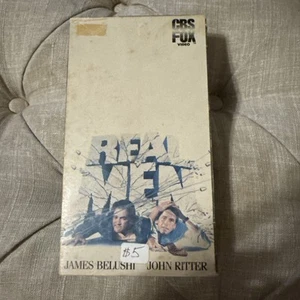 CBS
FOX
VIDEO
REAL
MEN
$5
JAMES BELUSHI JOHN RITTER